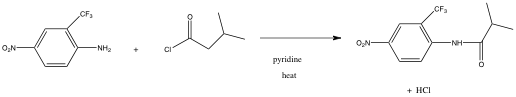 CF₃
O₂N
NH₂
+
O
Cl
pyridine
heat
CF₃
O₂N
NH
O
+ HCl